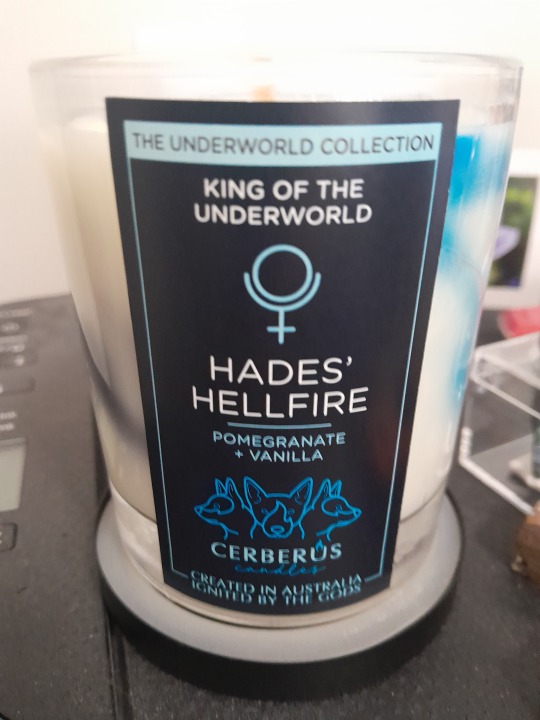 THE UNDERWORLD COLLECTION
KING OF THE
UNDERWORLD
HADES'
HELLFIRE
POMEGRANATE
+ VANILLA
CERBERUS
candles
CREATED IN AUSTRALIA
IGNITED BY THE GODS